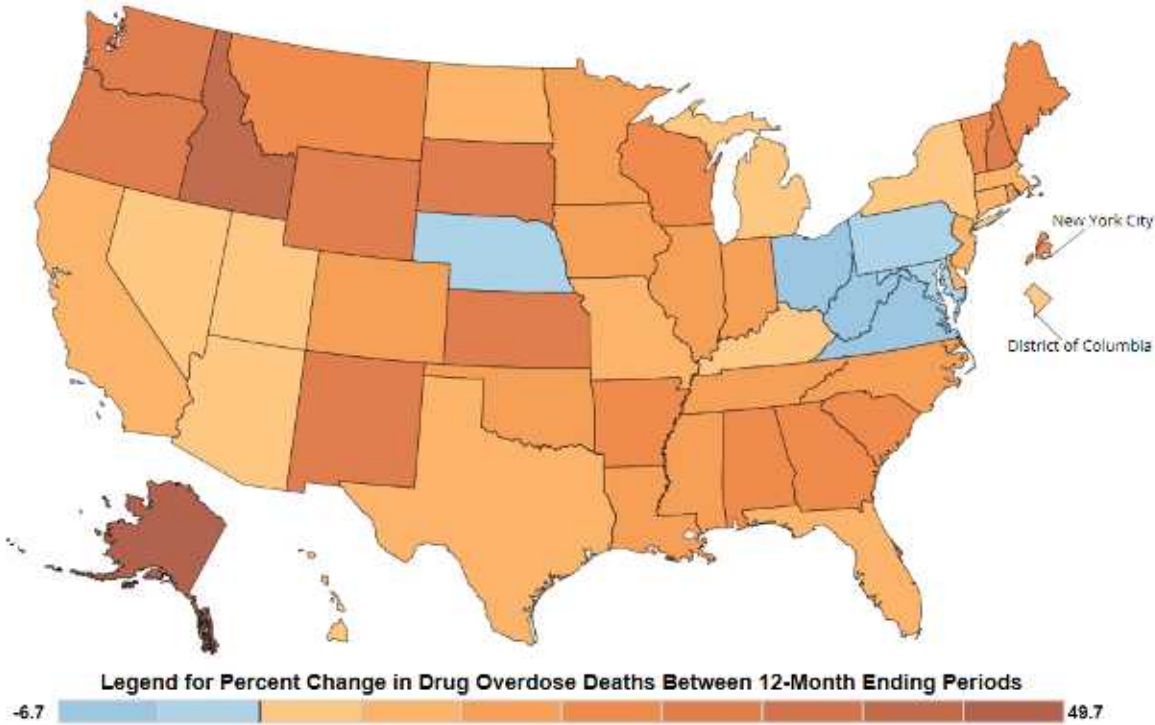 New York City
District of Columbia
Legend for Percent Change in Drug Overdose Deaths Between 12-Month Ending Periods
-6.7 49.7